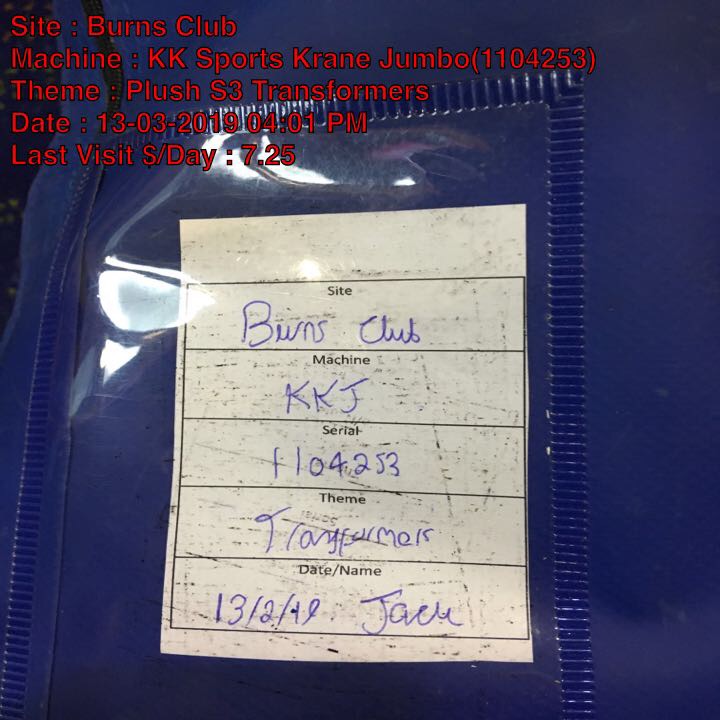 Site : Burns Club
Machine : KK Sports Krane Jumbo(1104253)
Theme : Plush S3 Transformers
Date : 13-03-2019 04:01 PM
Last Visit $/Day : 7.25
Site
Burns Club
Machine
KKJ
Serial
1104253
Theme
Transformers
Date/Name
13/2/19. Jack